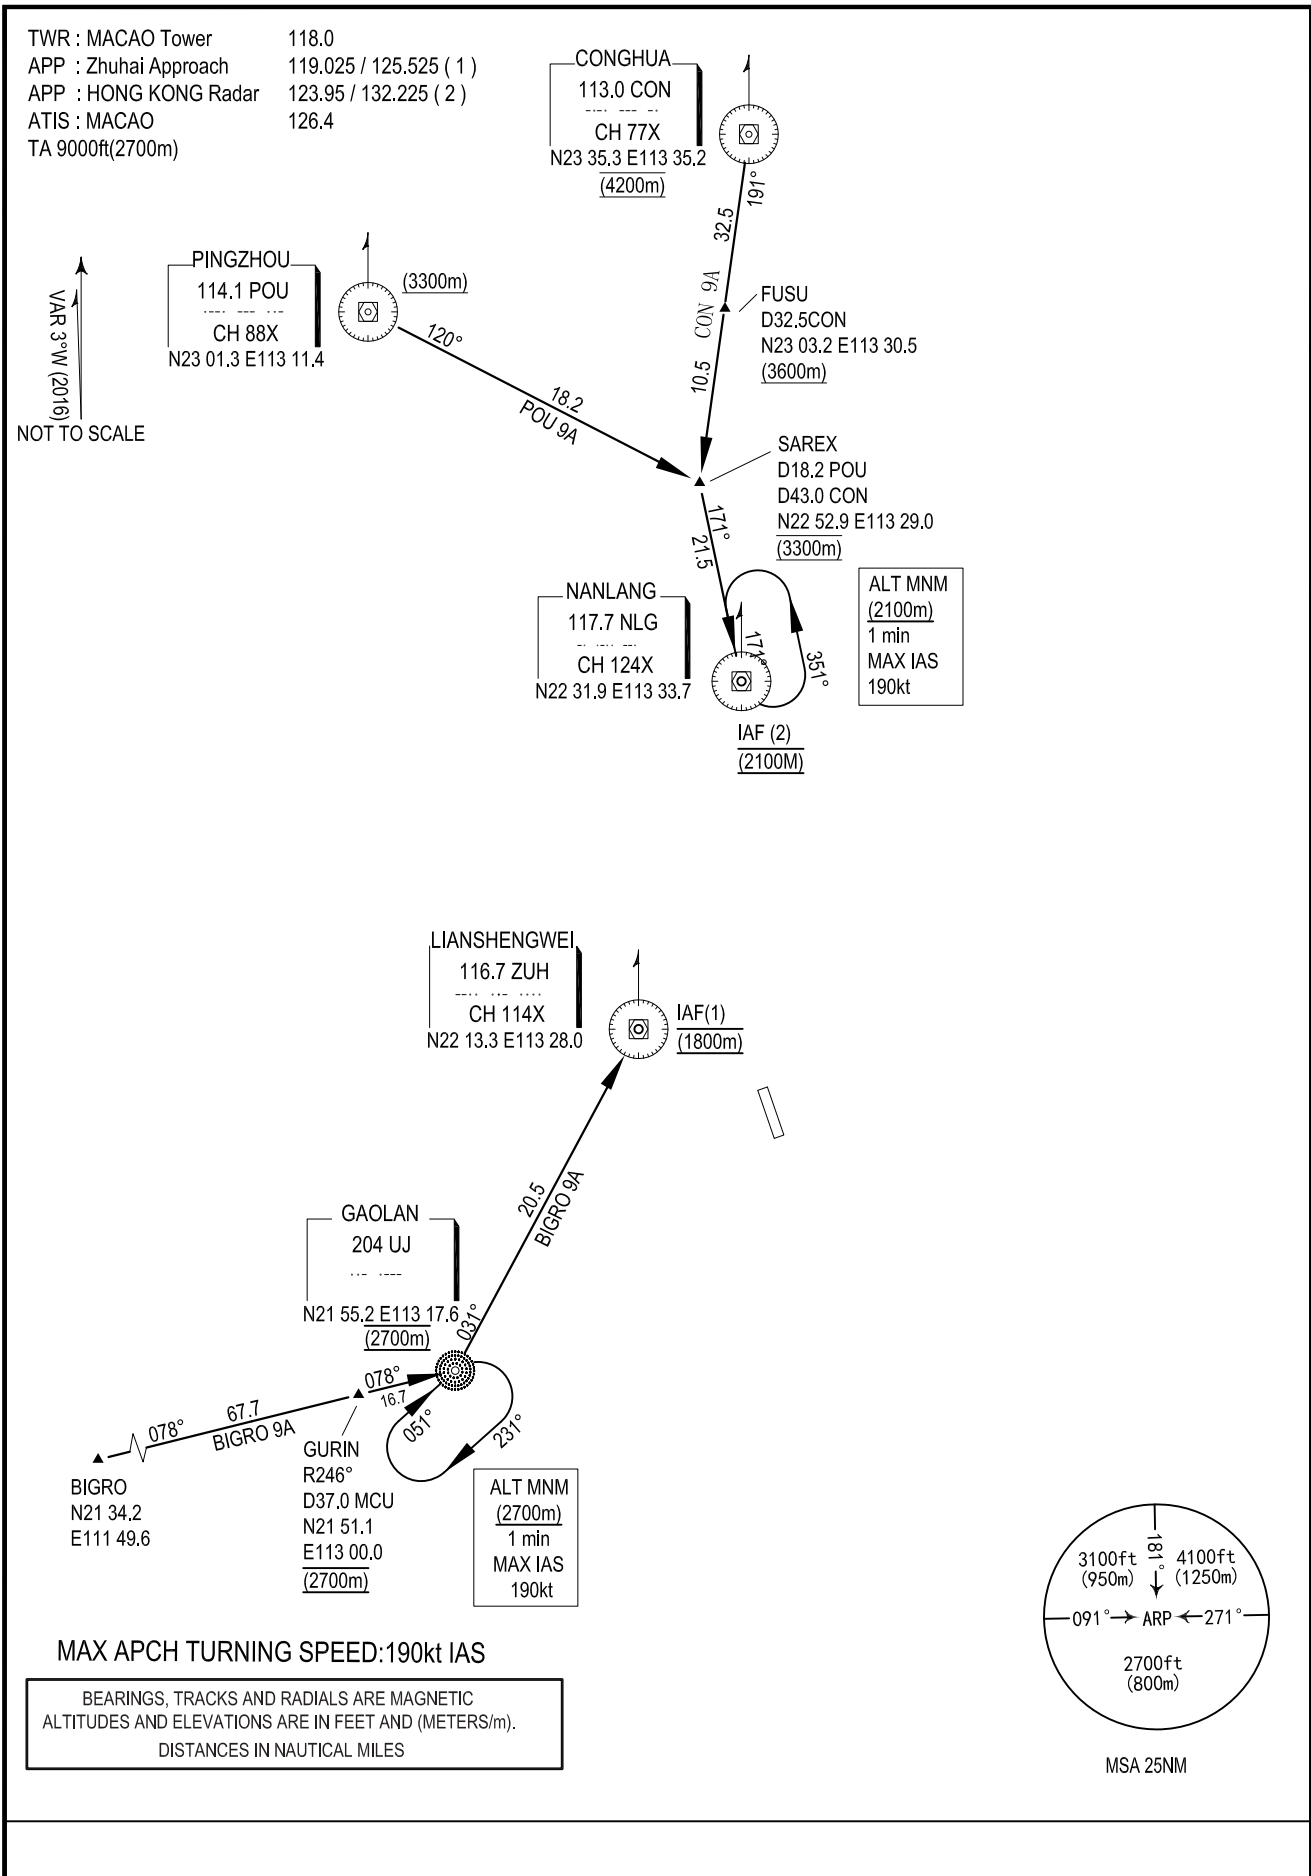 TWR : MACAO Tower 118.0
APP : Zhuhai Approach 119.025 / 125.525 ( 1 )
APP : HONG KONG Radar 123.95 / 132.225 ( 2 )
ATIS : MACAO 126.4
TA 9000ft(2700m)
CONGHUA
113.0 CON
CH 77X
N23 35.3 E113 35.2
(4200m)
191°
32.5
CON 9A
10.5
PINGZHOU
114.1 POU
CH 88X
N23 01.3 E113 11.4
(3300m)
120°
18.2
POU 9A
VAR 3°W (2016)
NOT TO SCALE
FUSU
D32.5CON
N23 03.2 E113 30.5
(3600m)
SAREX
D18.2 POU
D43.0 CON
N22 52.9 E113 29.0
(3300m)
171°
21.5
NANLANG
117.7 NLG
CH 124X
N22 31.9 E113 33.7
171°
351°
IAF (2)
(2100M)
ALT MNM
(2100m)
1 min
MAX IAS
190kt
LIANSHENGWEI
116.7 ZUH
CH 114X
N22 13.3 E113 28.0
IAF(1)
(1800m)
20.5
BIGRO 9A
031°
GAOLAN
204 UJ
N21 55.2 E113 17.6
(2700m)
078°
16.7
051°
231°
078°
67.7
BIGRO 9A
BIGRO
N21 34.2
E111 49.6
GURIN
R246°
D37.0 MCU
N21 51.1
E113 00.0
(2700m)
ALT MNM
(2700m)
1 min
MAX IAS
190kt
MAX APCH TURNING SPEED:190kt IAS
BEARINGS, TRACKS AND RADIALS ARE MAGNETIC
ALTITUDES AND ELEVATIONS ARE IN FEET AND (METERS/m).
DISTANCES IN NAUTICAL MILES
3100ft
(950m)
181°
4100ft
(1250m)
091° ARP 271°
2700ft
(800m)
MSA 25NM